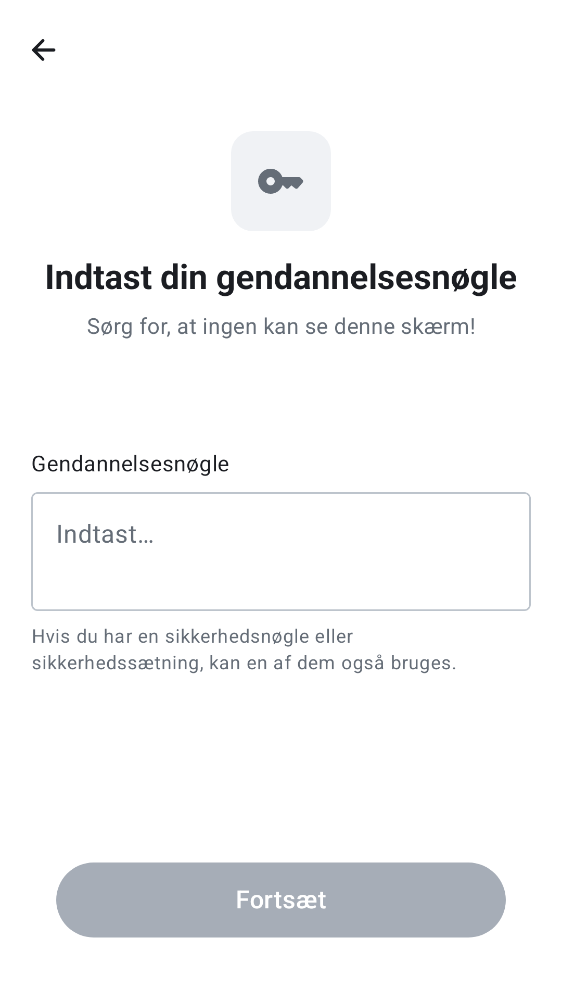 Indtast din gendannelsesnøgle
Sørg for, at ingen kan se denne skærm!
Gendannelsesnøgle
Indtast…
Hvis du har en sikkerhedsnøgle eller
sikkerhedssætning, kan en af dem også bruges.
Fortsæt